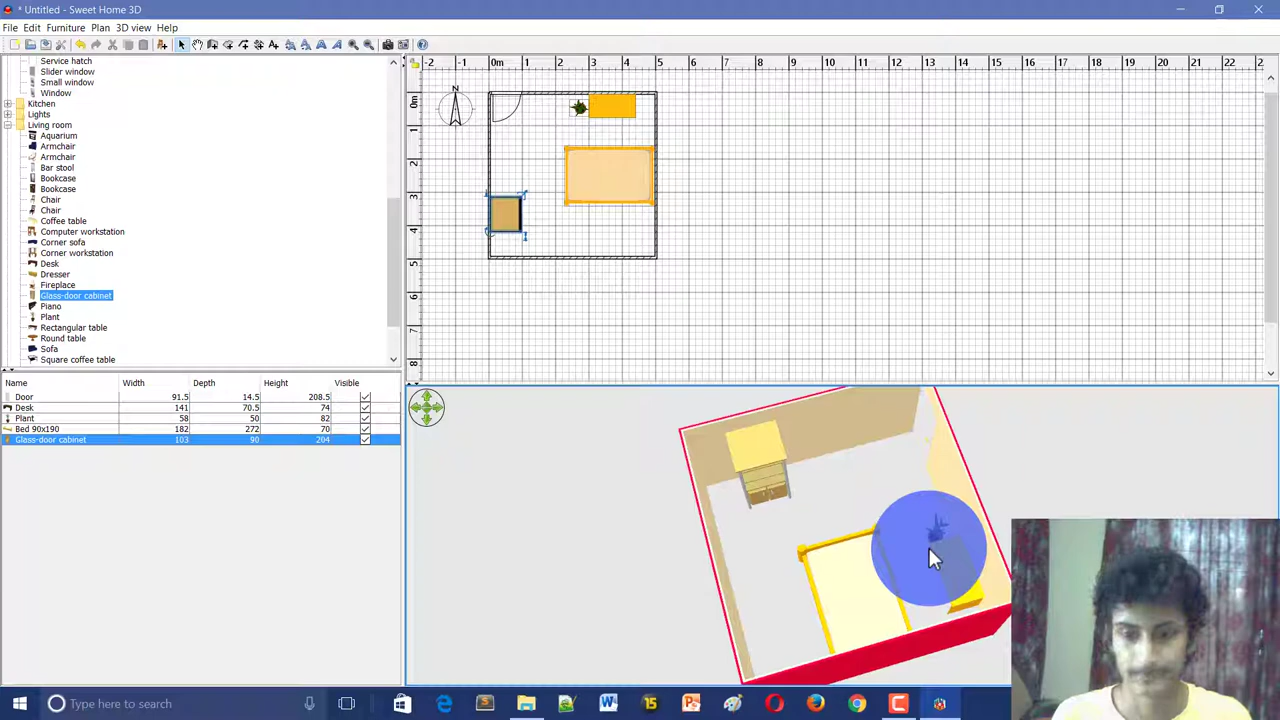 * Untitled - Sweet Home 3D
File Edit Furniture Plan 3D view Help
Service hatch
Slider window
Small window
Window
Kitchen
Lights
Living room
Aquarium
Armchair
Armchair
Bar stool
Bookcase
Bookcase
Chair
Chair
Coffee table
Computer workstation
Corner sofa
Corner workstation
Desk
Dresser
Fireplace
Glass-door cabinet
Piano
Plant
Rectangular table
Round table
Sofa
Square coffee table
Name Width Depth Height Visible
Door 91.5 14.5 208.5
Desk 141 70.5 74
Plant 58 50 82
Bed 90x190 182 272 70
Glass-door cabinet 103 90 204
-2 -1 0m 1 2 3 4 5 6 7 8 9 10 11 12 13 14 15 16 17 18 19 20 21 22 23
0m
1
2
3
4
5
6
7
8
N
Type here to search
15